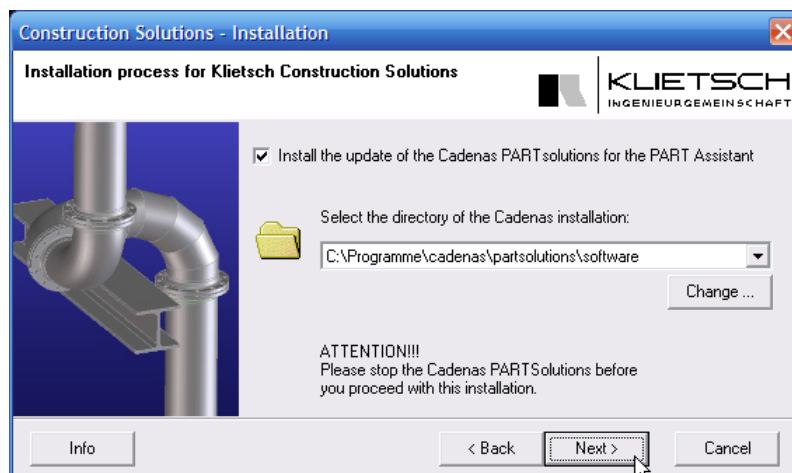 Construction Solutions - Installation
Installation process for Klietsch Construction Solutions
KLIETSCH
INGENIEURGEMEINSCHAFT
Install the update of the Cadenas PARTsolutions for the PART Assistant
Select the directory of the Cadenas installation:
C:\Programme\cadenas\partsolutions\software
Change ...
ATTENTION!!!
Please stop the Cadenas PARTSolutions before
you proceed with this installation.
Info
< Back
Next >
Cancel